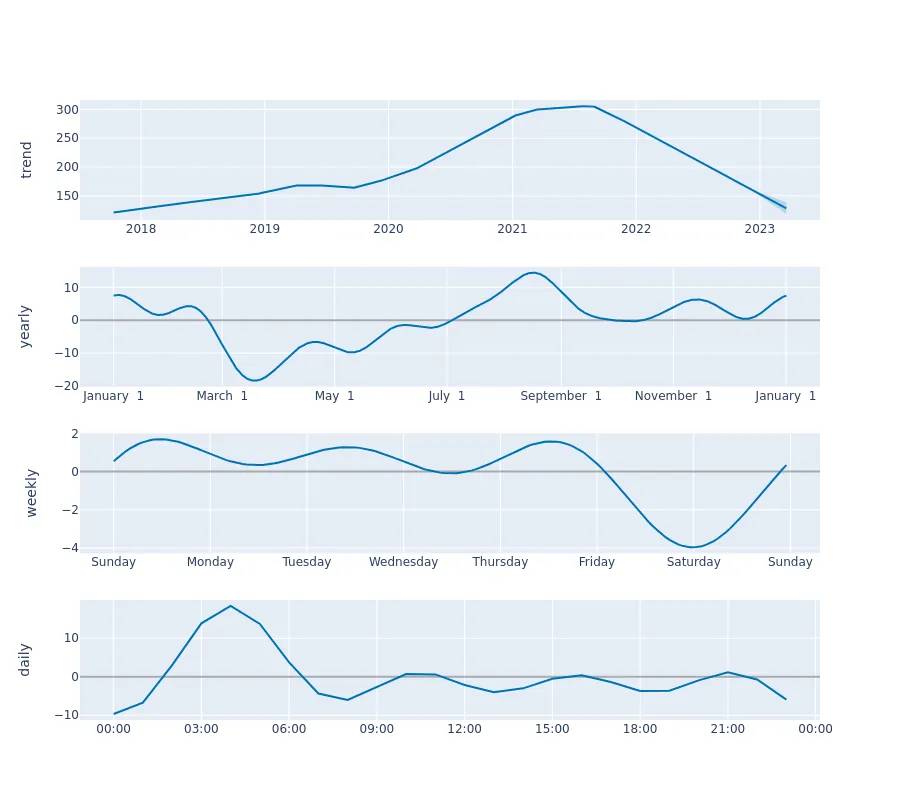 trend
300
250
200
150
2018 2019 2020 2021 2022 2023
yearly
10
0
−10
−20
January 1 March 1 May 1 July 1 September 1 November 1 January 1
weekly
2
0
−2
−4
Sunday Monday Tuesday Wednesday Thursday Friday Saturday Sunday
daily
10
0
−10
00:00 03:00 06:00 09:00 12:00 15:00 18:00 21:00 00:00